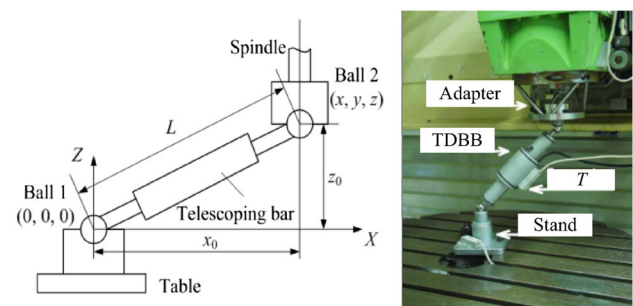 Spindle
Ball 2
(x, y, z)
L
Z
Ball 1
(0, 0, 0)
z0
Telescoping bar
x0
X
Table
Adapter
TDBB
T
Stand